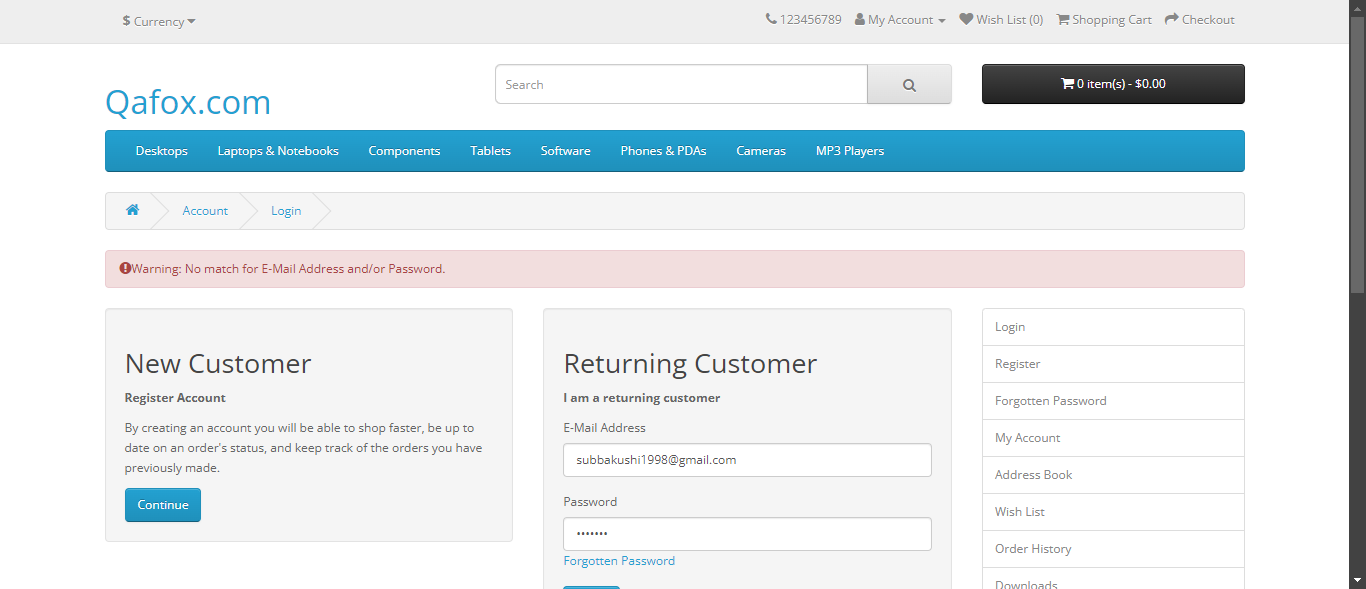 $ Currency
123456789 My Account Wish List (0) Shopping Cart Checkout
Qafox.com
Search
0 item(s) - $0.00
Desktops Laptops & Notebooks Components Tablets Software Phones & PDAs Cameras MP3 Players
Account Login
Warning: No match for E-Mail Address and/or Password.
New Customer
Register Account
By creating an account you will be able to shop faster, be up to
date on an order's status, and keep track of the orders you have
previously made.
Continue
Returning Customer
I am a returning customer
E-Mail Address
subbakushi1998@gmail.com
Password
•••••••
Forgotten Password
Login
Register
Forgotten Password
My Account
Address Book
Wish List
Order History
Downloads